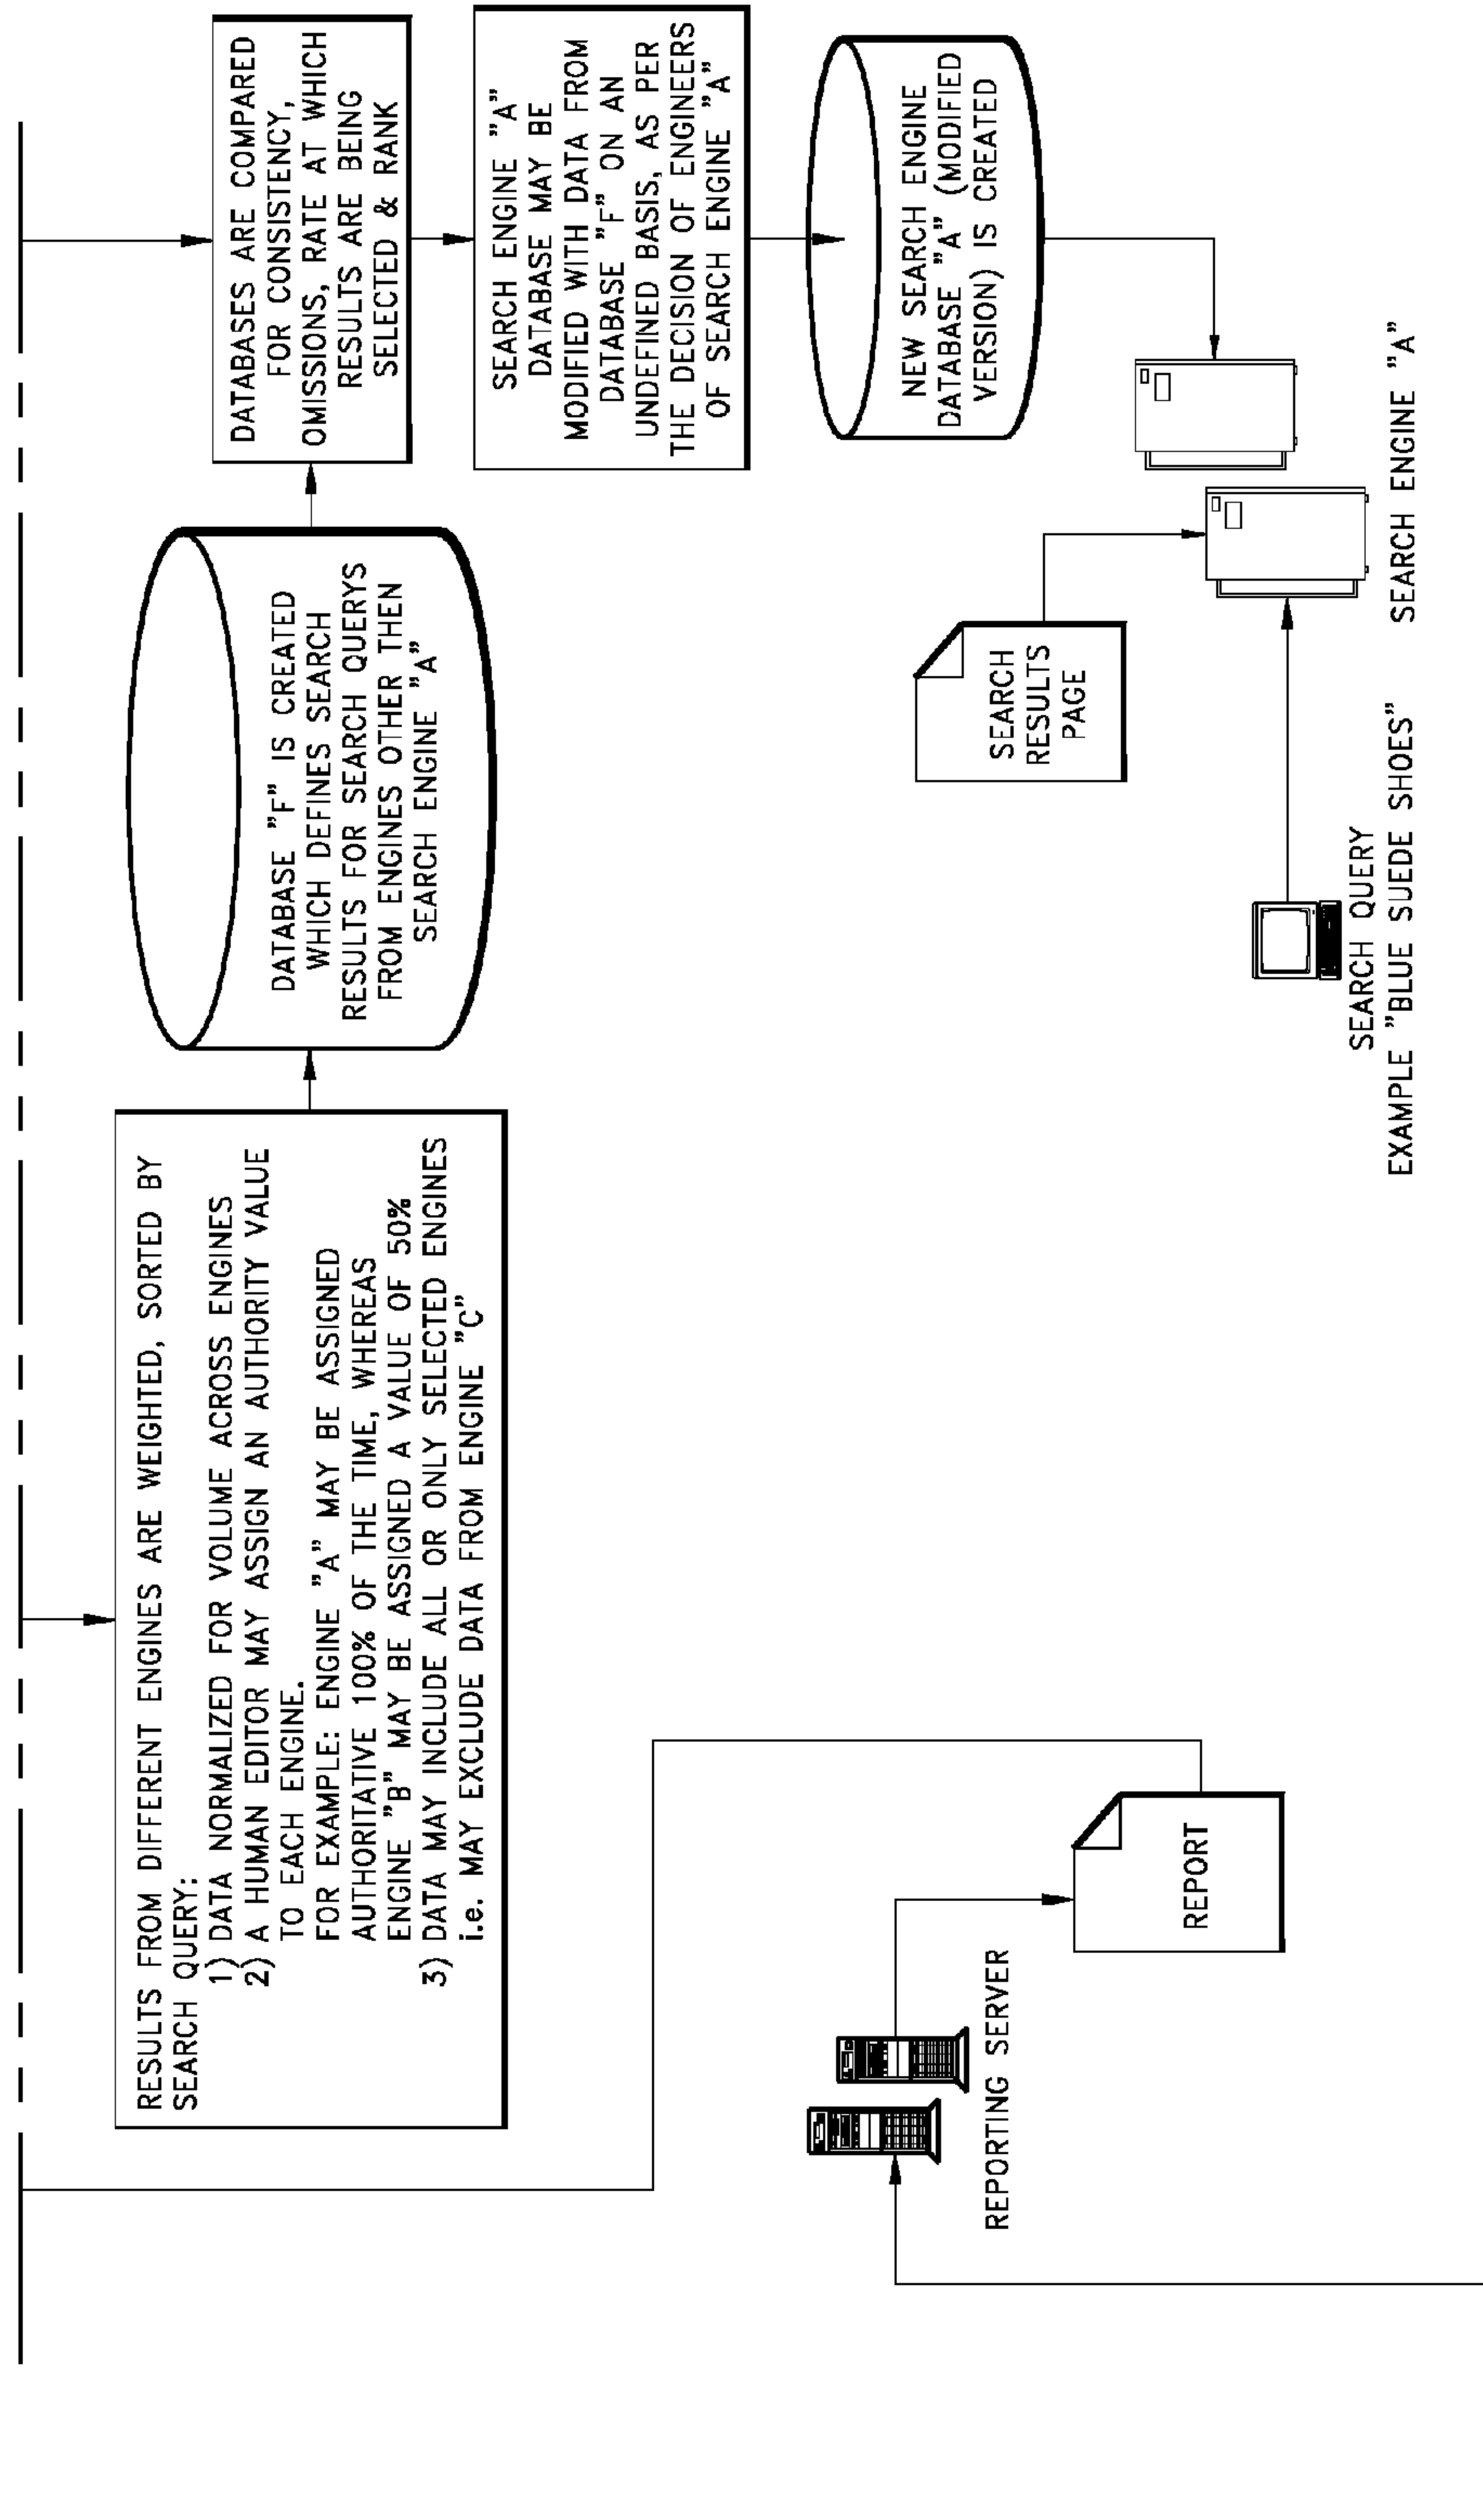 RESULTS FROM DIFFERENT ENGINES ARE WEIGHTED, SORTED BY
SEARCH QUERY:
1) DATA NORMALIZED FOR VOLUME ACROSS ENGINES
2) A HUMAN EDITOR MAY ASSIGN AN AUTHORITY VALUE
TO EACH ENGINE.
FOR EXAMPLE: ENGINE "A" MAY BE ASSIGNED
AUTHORITATIVE 100% OF THE TIME, WHEREAS
ENGINE "B" MAY BE ASSIGNED A VALUE OF 50%
3) DATA MAY INCLUDE ALL OR ONLY SELECTED ENGINES
i.e. MAY EXCLUDE DATA FROM ENGINE "C"
DATABASE "F" IS CREATED
WHICH DEFINES SEARCH
RESULTS FOR SEARCH QUERYS
FROM ENGINES OTHER THEN
SEARCH ENGINE "A"
DATABASES ARE COMPARED
FOR CONSISTENCY,
OMISSIONS, RATE AT WHICH
RESULTS ARE BEING
SELECTED & RANK
SEARCH ENGINE "A"
DATABASE MAY BE
MODIFIED WITH DATA FROM
DATABASE "F" ON AN
UNDEFINED BASIS, AS PER
THE DECISION OF ENGINEERS
OF SEARCH ENGINE "A"
NEW SEARCH ENGINE
DATABASE "A" (MODIFIED
VERSION) IS CREATED
REPORTING SERVER
REPORT
SEARCH
RESULTS
PAGE
SEARCH QUERY
EXAMPLE "BLUE SUEDE SHOES"
SEARCH ENGINE "A"